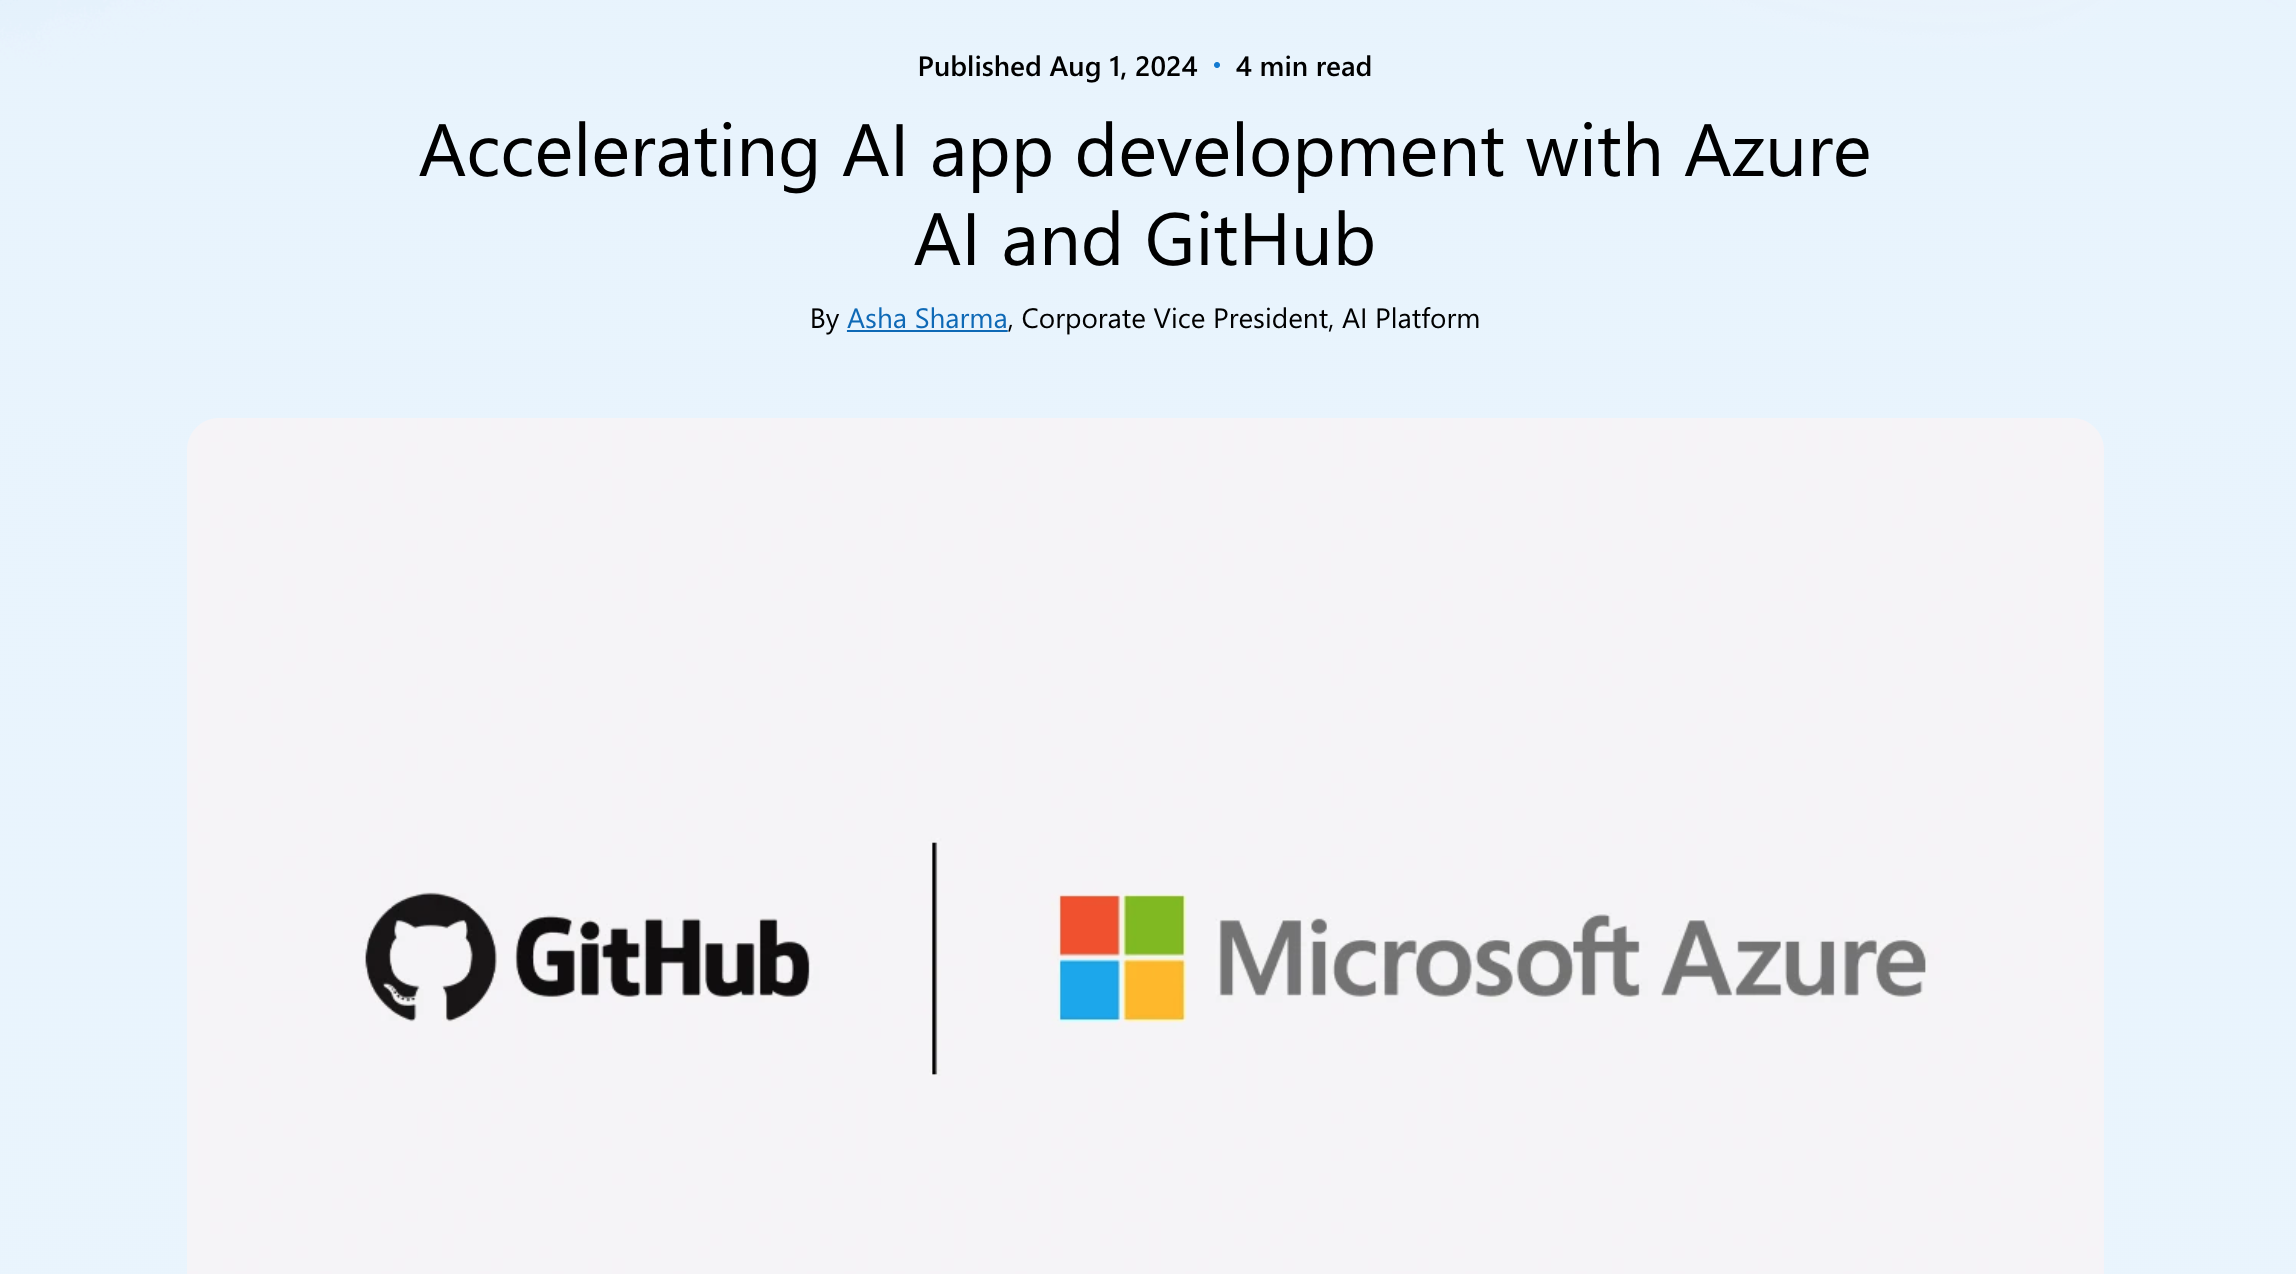 Published Aug 1, 2024 • 4 min read
Accelerating AI app development with Azure
AI and GitHub
By Asha Sharma, Corporate Vice President, AI Platform
GitHub
Microsoft Azure